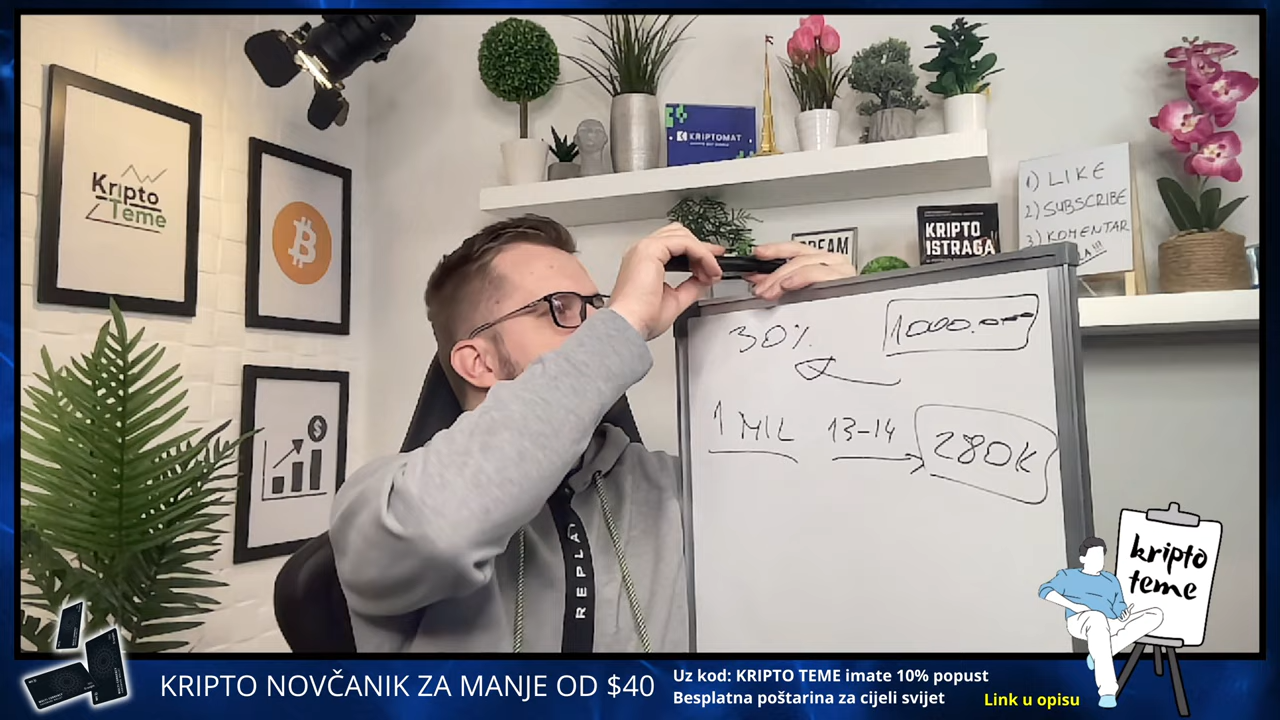 Kripto
Teme
KRIPTOMAT
KRIPTO
ISTRAGA
1) LIKE
2) SUBSCRIBE
3) KOMENTAR
30%
1 MIL
13-14
280K
REPLAY
kripto
teme
KRIPTO NOVČANIK ZA MANJE OD $40
Uz kod: KRIPTO TEME imate 10% popust
Besplatna poštarina za cijeli svijet
Link u opisu